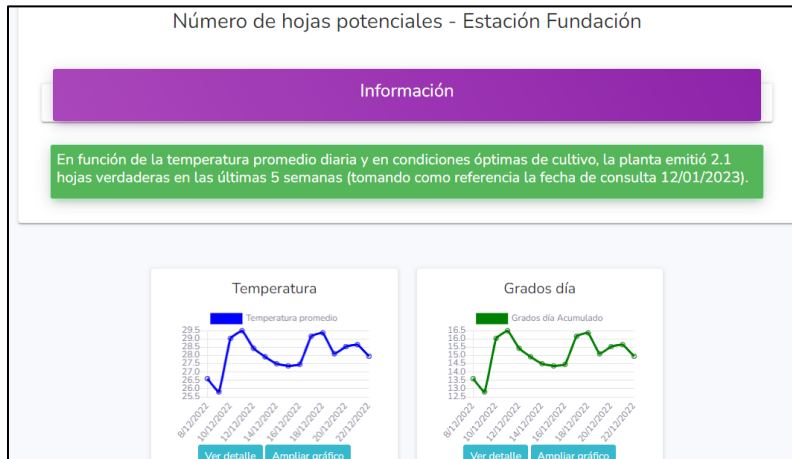 Número de hojas potenciales - Estación Fundación
Información
En función de la temperatura promedio diaria y en condiciones óptimas de cultivo, la planta emitió 2.1
hojas verdaderas en las últimas 5 semanas (tomando como referencia la fecha de consulta 12/01/2023).
Temperatura
Temperatura promedio
29.5
29.0
28.5
28.0
27.5
27.0
26.5
26.0
25.5
8/12/2022
10/12/2022
12/12/2022
14/12/2022
16/12/2022
18/12/2022
20/12/2022
22/12/2022
Ver detalle
Ampliar gráfico
Grados día
Grados día Acumulado
16.5
16.0
15.5
15.0
14.5
14.0
13.5
13.0
12.5
8/12/2022
10/12/2022
12/12/2022
14/12/2022
16/12/2022
18/12/2022
20/12/2022
22/12/2022
Ver detalle
Ampliar gráfico